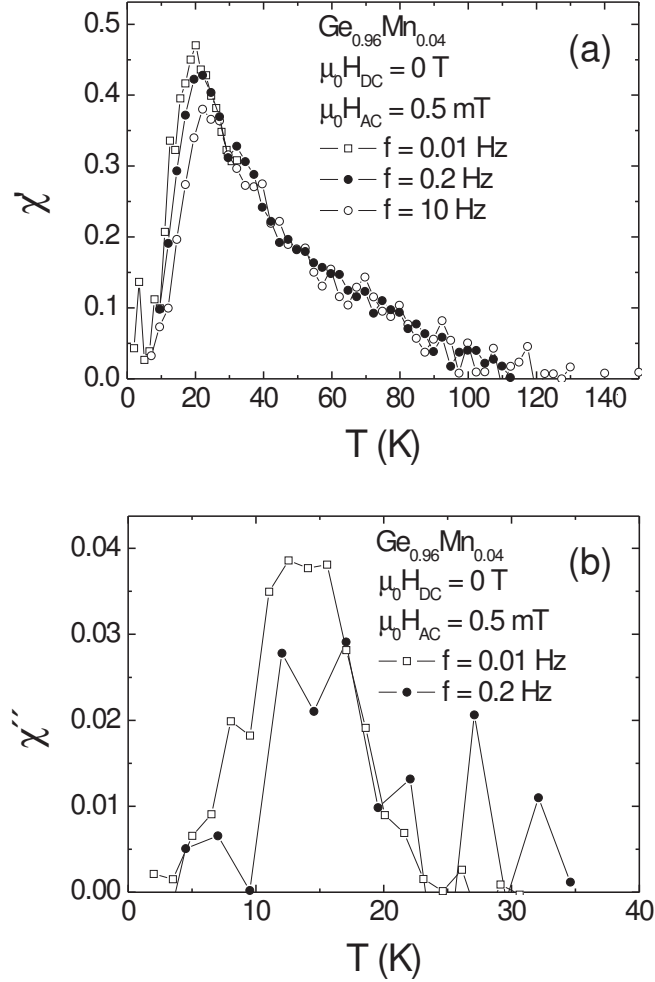 Ge0.96Mn0.04
(a)
μ0HDC = 0 T
μ0HAC = 0.5 mT
f = 0.01 Hz
f = 0.2 Hz
f = 10 Hz
0.5
0.4
0.3
0.2
0.1
0.0
χ'
0 20 40 60 80 100 120 140
T (K)
Ge0.96Mn0.04
(b)
μ0HDC = 0 T
μ0HAC = 0.5 mT
f = 0.01 Hz
f = 0.2 Hz
0.04
0.03
0.02
0.01
0.00
χ´´
0 10 20 30 40
T (K)